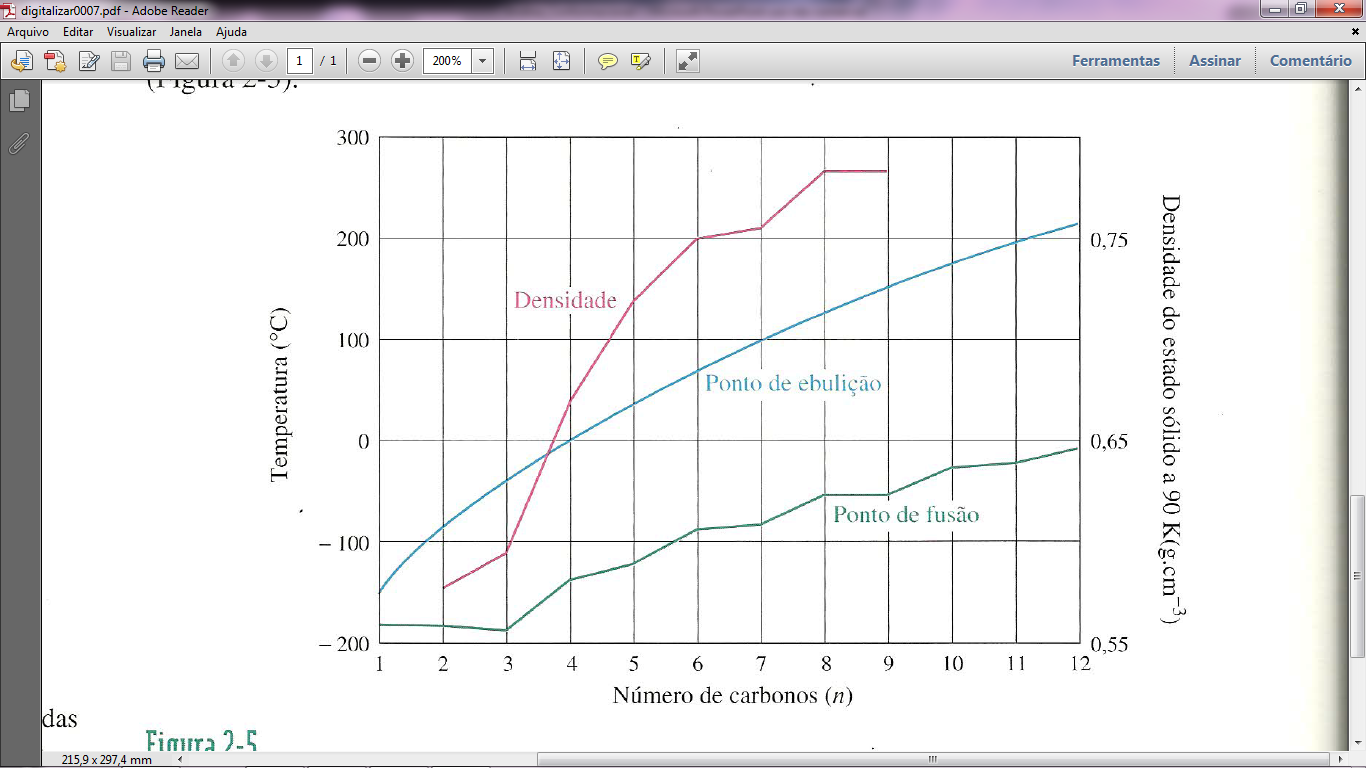 digitalizar0007.pdf - Adobe Reader
Arquivo Editar Visualizar Janela Ajuda
1 / 1 200% Ferramentas Assinar Comentário
(Figura 2-5).
300
200
100
0
– 100
– 200
Temperatura (°C)
Densidade
Ponto de ebulição
Ponto de fusão
0,75
0,65
0,55
Densidade do estado sólido a 90 K(g.cm⁻³)
1 2 3 4 5 6 7 8 9 10 11 12
Número de carbonos (n)
das
Figura 2-5
215,9 x 297,4 mm